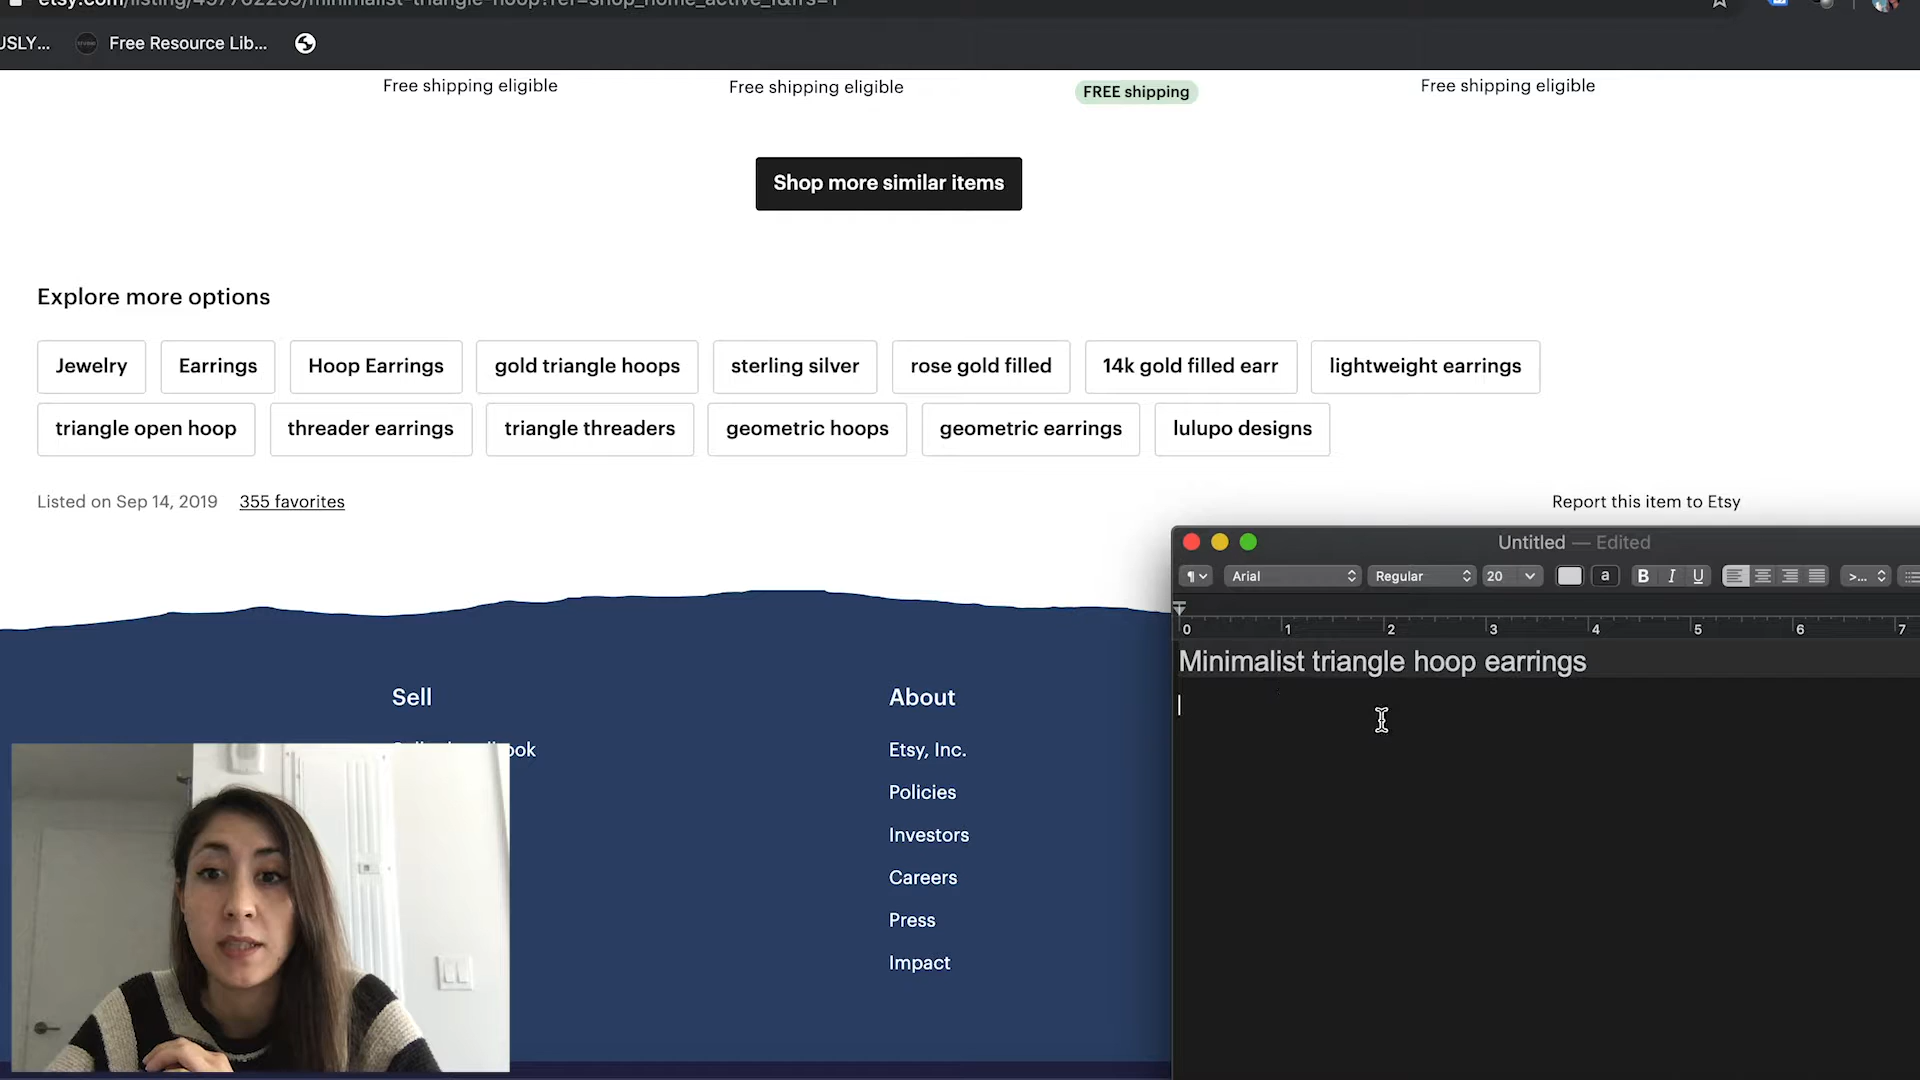 USLY...
Free Resource Lib...
Free shipping eligible
Free shipping eligible
FREE shipping
Free shipping eligible
Shop more similar items
Explore more options
Jewelry
Earrings
Hoop Earrings
gold triangle hoops
sterling silver
rose gold filled
14k gold filled earr
lightweight earrings
triangle open hoop
threader earrings
triangle threaders
geometric hoops
geometric earrings
lulupo designs
Listed on Sep 14, 2019 355 favorites
Report this item to Etsy
Untitled — Edited
¶ Arial Regular 20 a B I U >...
0 1 2 3 4 5 6 7
Minimalist triangle hoop earrings
Sell
ook
About
Etsy, Inc.
Policies
Investors
Careers
Press
Impact